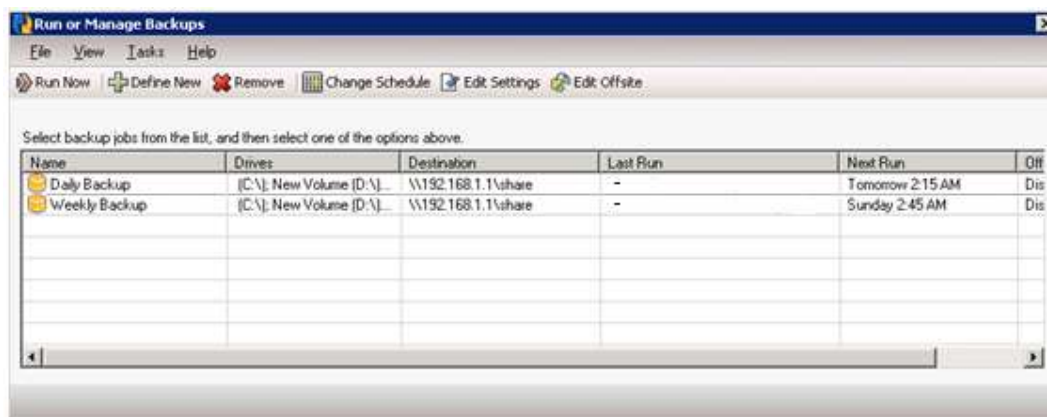 Run or Manage Backups
File View Tasks Help
Run Now Define New Remove Change Schedule Edit Settings Edit Offsite
Select backup jobs from the list, and then select one of the options above.
Name Drives Destination Last Run Next Run Off
Daily Backup (C:\); New Volume (D:\)... \\192.168.1.1\share - Tomorrow 2:15 AM Dis
Weekly Backup (C:\); New Volume (D:\)... \\192.168.1.1\share - Sunday 2:45 AM Dis